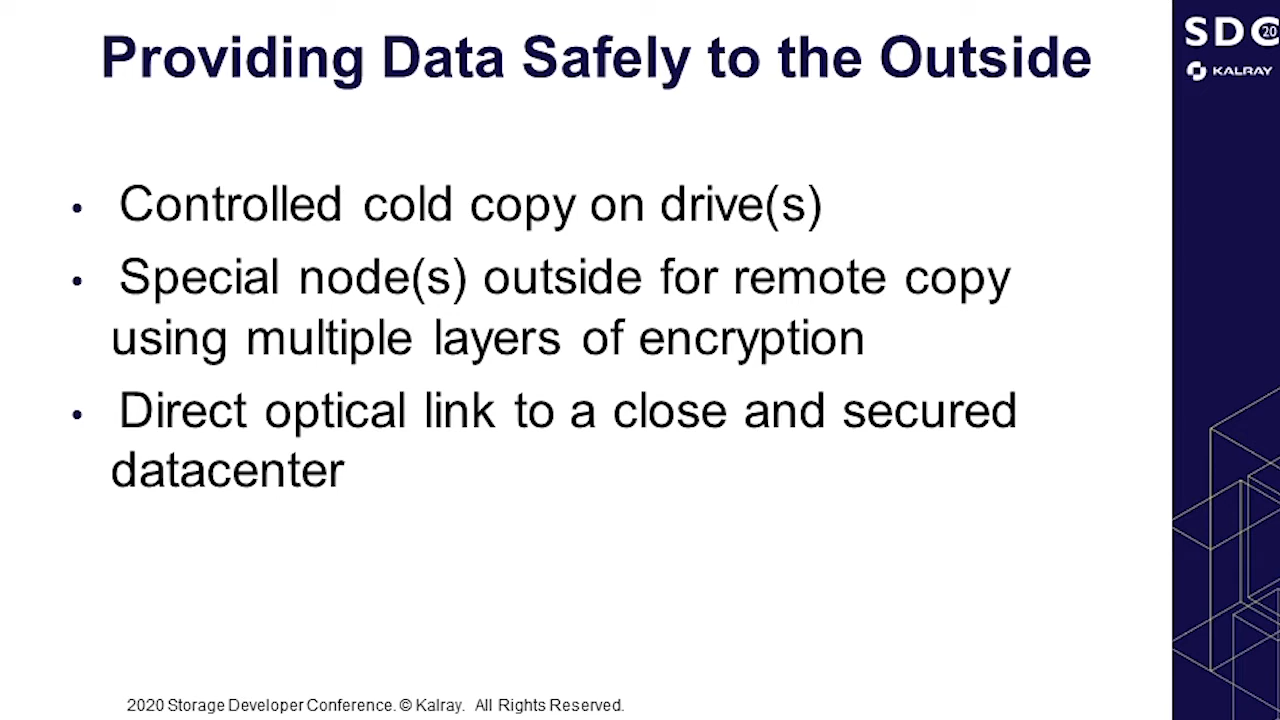 Providing Data Safely to the Outside
SDC
20
KALRAY
• Controlled cold copy on drive(s)
• Special node(s) outside for remote copy
using multiple layers of encryption
• Direct optical link to a close and secured
datacenter
2020 Storage Developer Conference. © Kalray. All Rights Reserved.